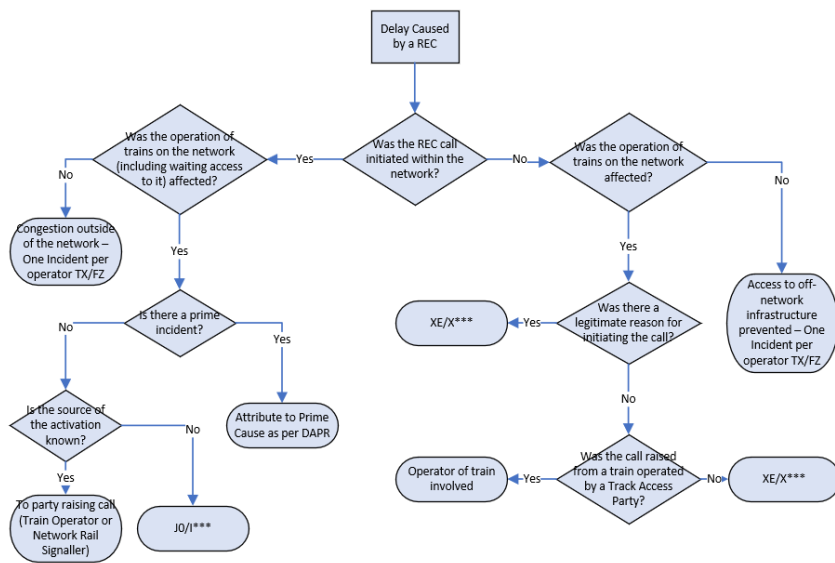 Delay Caused
by a REC
Was the operation of
trains on the network
(including waiting access
to it) affected?
Yes
Was the REC call
initiated within the
network?
No
Was the operation of
trains on the network
affected?
No
No
Congestion outside
of the network –
One Incident per
operator TX/FZ
Yes
Yes
Access to off-
network
infrastructure
prevented – One
Incident per
operator TX/FZ
Is there a prime
incident?
No
Yes
XE/X***
Yes
Was there a
legitimate reason for
initiating the call?
No
Is the source of
the activation
known?
No
Yes
Attribute to Prime
Cause as per DAPR
Operator of train
involved
Yes
Was the call raised
from a train operated
by a Track Access
Party?
No
XE/X***
To party raising call
(Train Operator or
Network Rail
Signaller)
J0/I***